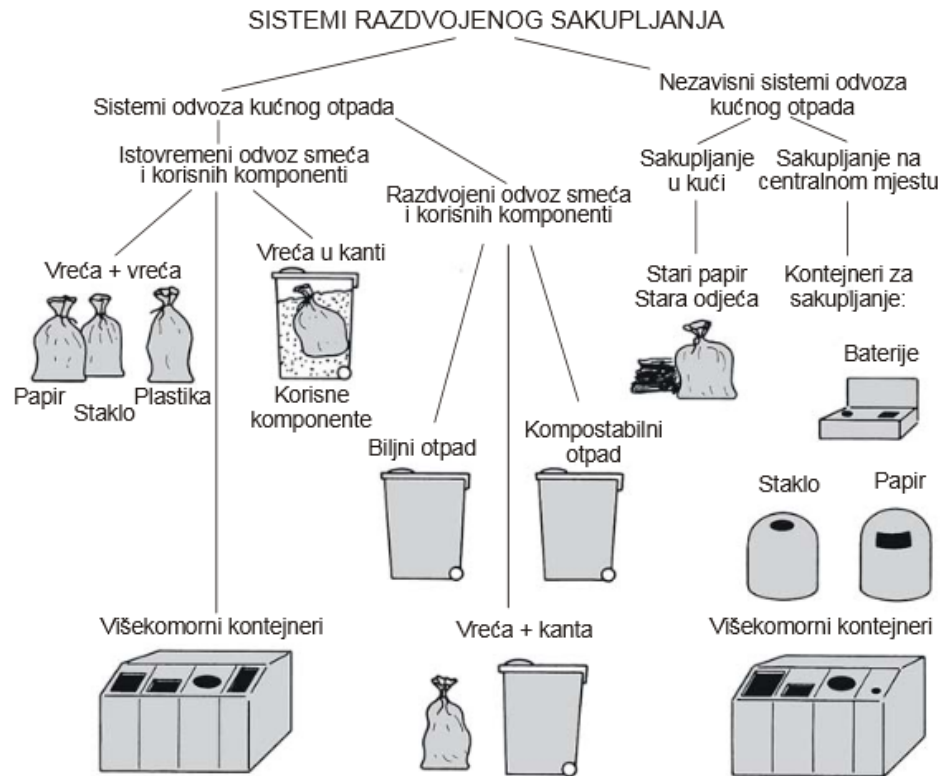 SISTEMI RAZDVOJENOG SAKUPLJANJA
Sistemi odvoza kućnog otpada
Nezavisni sistemi odvoza
kućnog otpada
Istovremeni odvoz smeća
i korisnih komponenti
Razdvojeni odvoz smeća
i korisnih komponenti
Sakupljanje
u kući
Sakupljanje na
centralnom mjestu
Vreća + vreća
Papir
Staklo
Plastika
Vreća u kanti
Korisne
komponente
Biljni otpad
Kompostabilni
otpad
Stari papir
Stara odjeća
Kontejneri za
sakupljanje:
Baterije
Staklo
Papir
Višekomorni kontejneri
Vreća + kanta
Višekomorni kontejneri